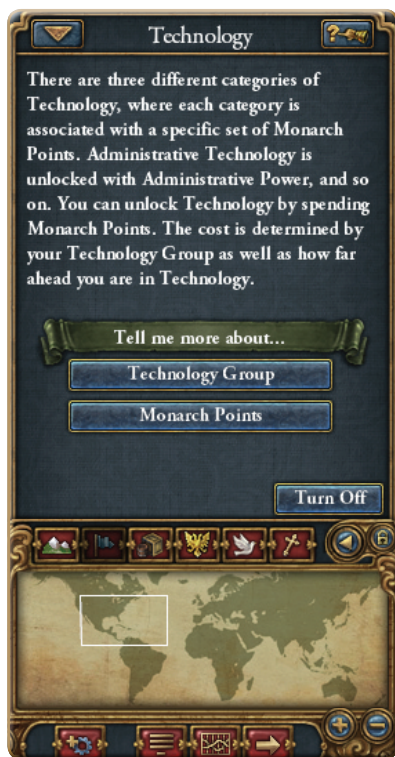 Technology
There are three different categories of
Technology, where each category is
associated with a specific set of Monarch
Points. Administrative Technology is
unlocked with Administrative Power, and so
on. You can unlock Technology by spending
Monarch Points. The cost is determined by
your Technology Group as well as how far
ahead you are in Technology.
Tell me more about...
Technology Group
Monarch Points
Turn Off